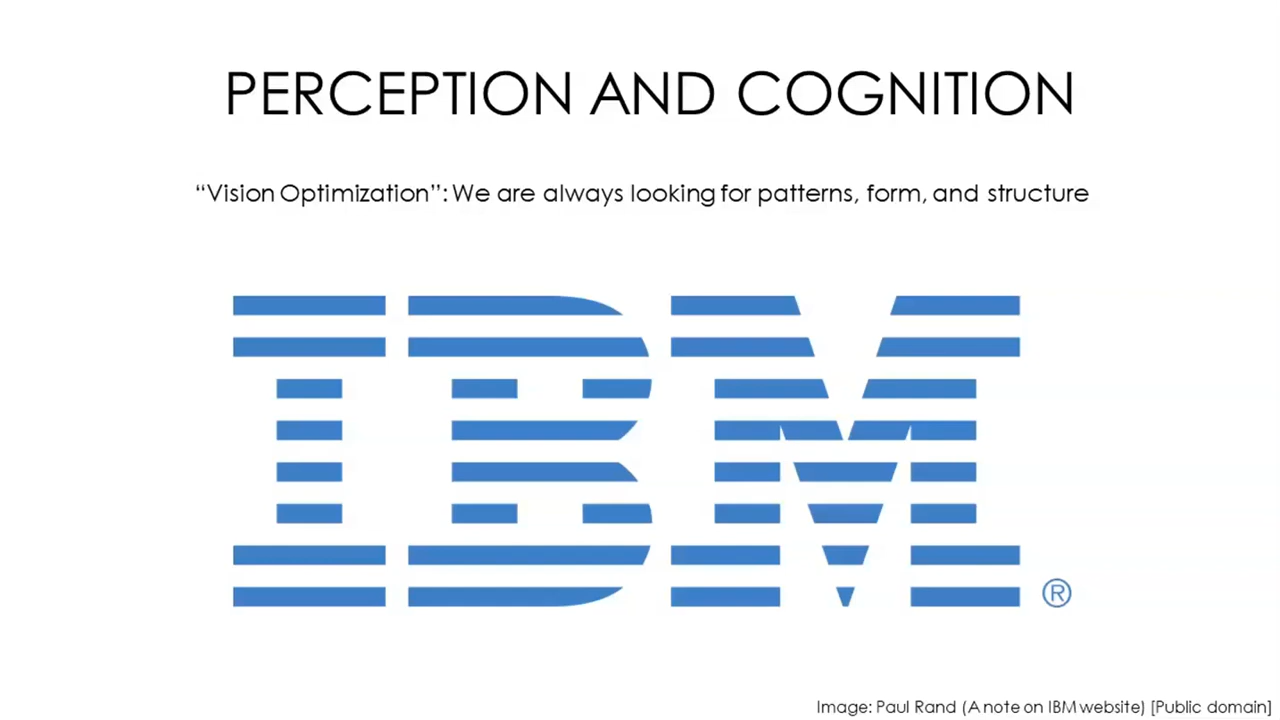 PERCEPTION AND COGNITION
“Vision Optimization”: We are always looking for patterns, form, and structure
IBM®
Image: Paul Rand (A note on IBM website) [Public domain]